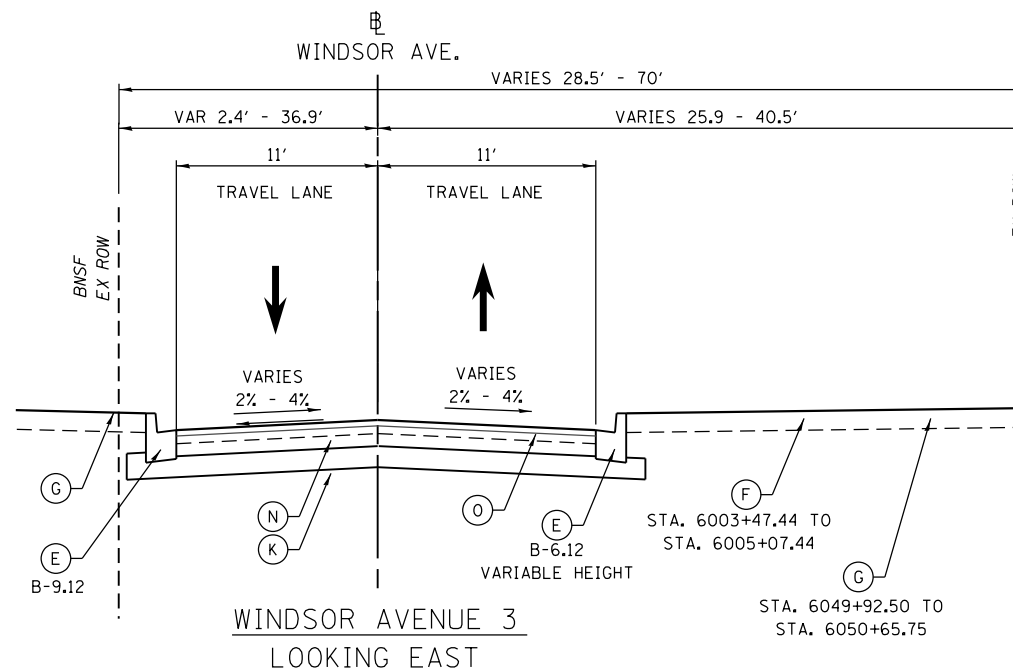 ℄
WINDSOR AVE.
VARIES 28.5' - 70'
VAR 2.4' - 36.9'
VARIES 25.9 - 40.5'
11'
11'
TRAVEL LANE
TRAVEL LANE
BNSF
EX ROW
VARIES
2% - 4%
VARIES
2% - 4%
G
E
B-9.12
N
K
O
E
B-6.12
VARIABLE HEIGHT
F
STA. 6003+47.44 TO
STA. 6005+07.44
G
STA. 6049+92.50 TO
STA. 6050+65.75
WINDSOR AVENUE 3
LOOKING EAST